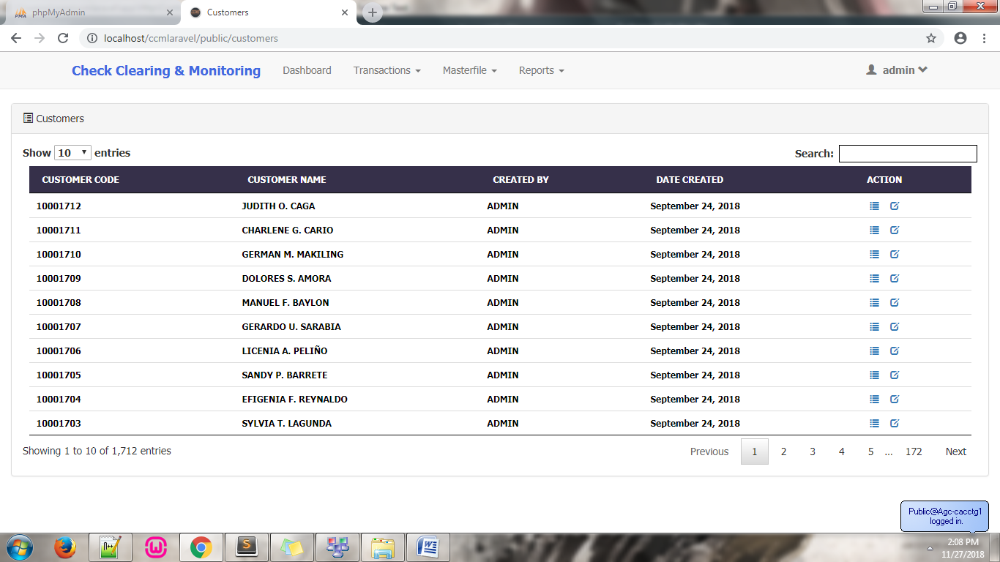 phpMyAdmin
Customers
localhost/ccmlaravel/public/customers
Check Clearing & Monitoring Dashboard Transactions Masterfile Reports admin
Customers
Show 10 entries Search:
CUSTOMER CODE CUSTOMER NAME CREATED BY DATE CREATED ACTION
10001712 JUDITH O. CAGA ADMIN September 24, 2018
10001711 CHARLENE G. CARIO ADMIN September 24, 2018
10001710 GERMAN M. MAKILING ADMIN September 24, 2018
10001709 DOLORES S. AMORA ADMIN September 24, 2018
10001708 MANUEL F. BAYLON ADMIN September 24, 2018
10001707 GERARDO U. SARABIA ADMIN September 24, 2018
10001706 LICENIA A. PELIÑO ADMIN September 24, 2018
10001705 SANDY P. BARRETE ADMIN September 24, 2018
10001704 EFIGENIA F. REYNALDO ADMIN September 24, 2018
10001703 SYLVIA T. LAGUNDA ADMIN September 24, 2018
Showing 1 to 10 of 1,712 entries Previous 1 2 3 4 5 ... 172 Next
Public@Agc-cacctg1
logged in.
2:08 PM
11/27/2018